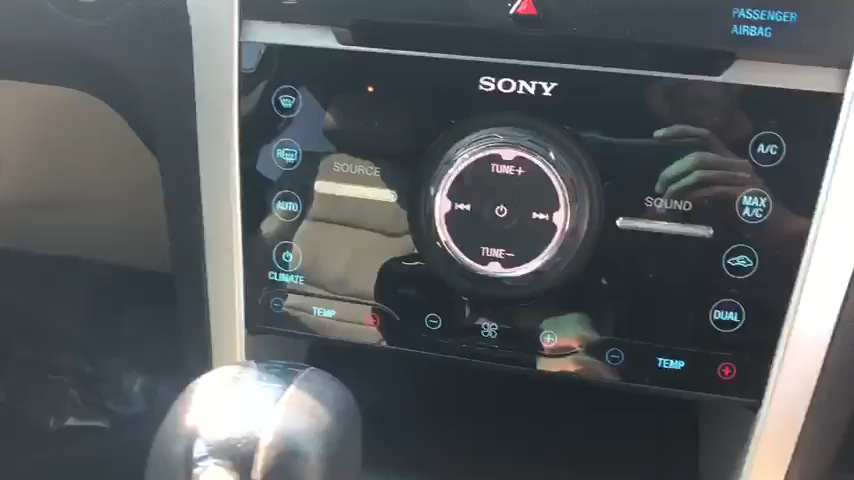 PASSENGER
AIRBAG
SONY
R
AUTO
CLIMATE
SOURCE
TUNE+
TUNE−
SOUND
A/C
MAX
A/C
DUAL
− TEMP +
− +
− TEMP +